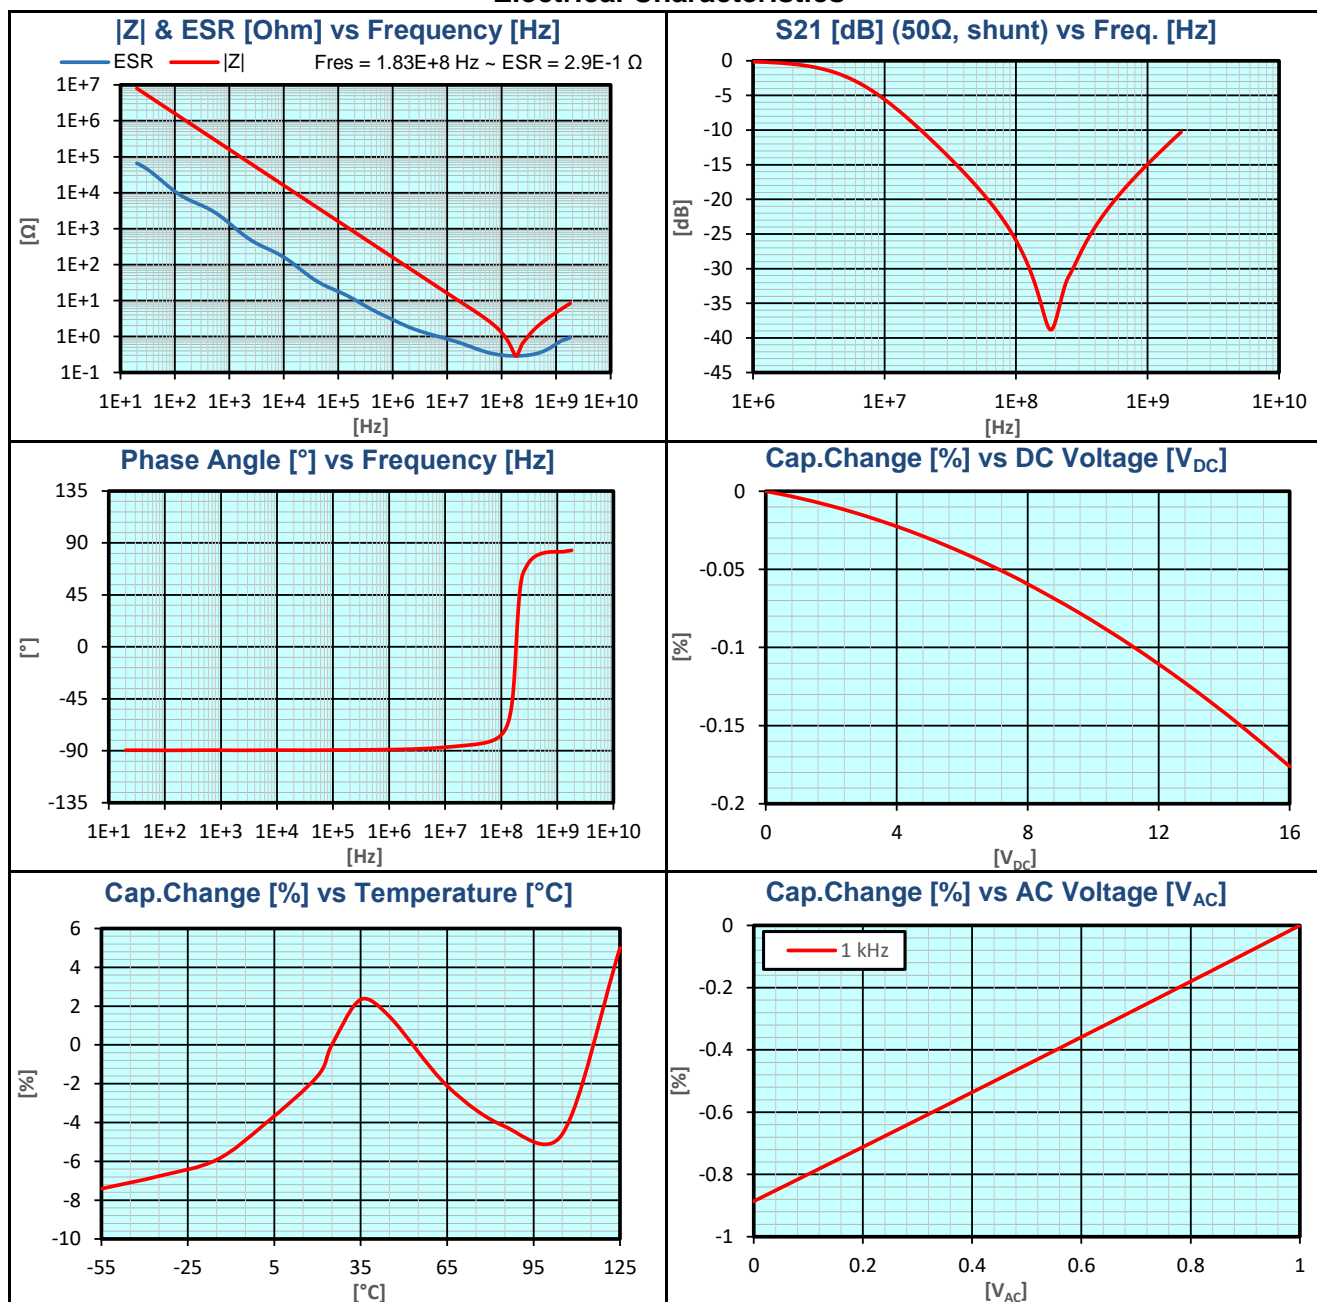 |Z| & ESR [Ohm] vs Frequency [Hz]
ESR |Z| Fres = 1.83E+8 Hz ~ ESR = 2.9E-1 Ω
1E+7
1E+6
1E+5
1E+4
1E+3
1E+2
1E+1
1E+0
1E-1
[Ω]
1E+1 1E+2 1E+3 1E+4 1E+5 1E+6 1E+7 1E+8 1E+9 1E+10
[Hz]
S21 [dB] (50Ω, shunt) vs Freq. [Hz]
0
-5
-10
-15
-20
-25
-30
-35
-40
-45
[dB]
1E+6 1E+7 1E+8 1E+9 1E+10
[Hz]
Phase Angle [°] vs Frequency [Hz]
135
90
45
0
-45
-90
-135
[°]
1E+1 1E+2 1E+3 1E+4 1E+5 1E+6 1E+7 1E+8 1E+9 1E+10
[Hz]
Cap.Change [%] vs DC Voltage [VDC]
0
-0.05
-0.1
-0.15
-0.2
[%]
0 4 8 12 16
[VDC]
Cap.Change [%] vs Temperature [°C]
6
4
2
0
-2
-4
-6
-8
-10
[%]
-55 -25 5 35 65 95 125
[°C]
Cap.Change [%] vs AC Voltage [VAC]
1 kHz
0
-0.2
-0.4
-0.6
-0.8
-1
[%]
0 0.2 0.4 0.6 0.8 1
[VAC]